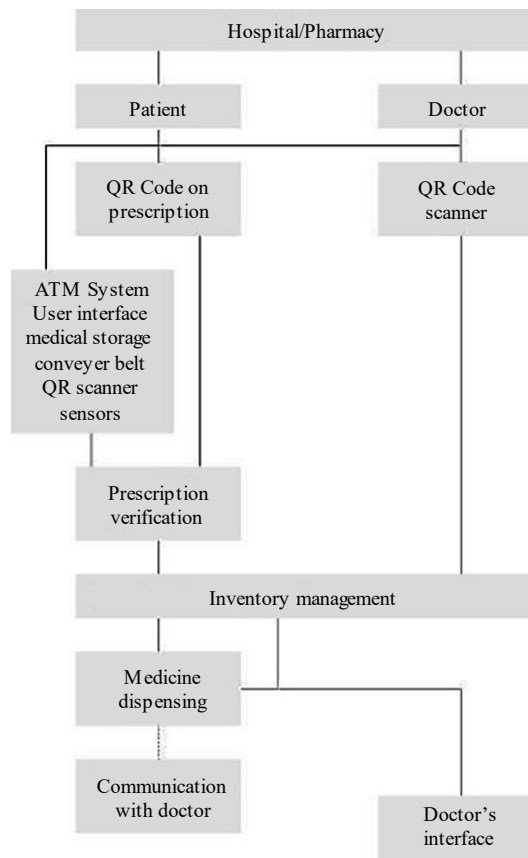 Hospital/Pharmacy
Patient
Doctor
QR Code on
prescription
QR Code
scanner
ATM System
User interface
medical storage
conveyer belt
QR scanner
sensors
Prescription
verification
Inventory management
Medicine
dispensing
Communication
with doctor
Doctor's
interface